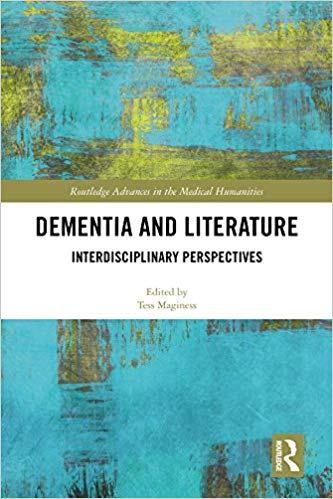 Routledge Advances in the Medical Humanities
DEMENTIA AND LITERATURE
INTERDISCIPLINARY PERSPECTIVES
Edited by
Tess Maginess
ROUTLEDGE